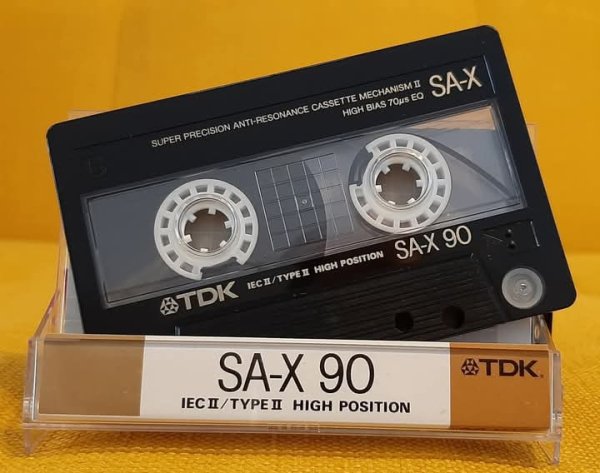 SUPER PRECISION ANTI-RESONANCE CASSETTE MECHANISM II SA-X
HIGH BIAS 70µs EQ
TDK IEC II/TYPE II HIGH POSITION SA-X 90
SA-X 90
IEC II/TYPE II HIGH POSITION
TDK